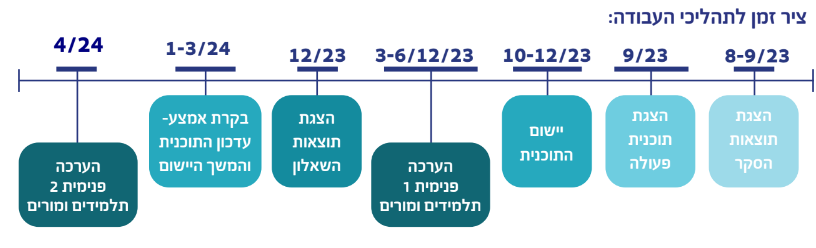 ציר זמן לתהליכי העבודה:
8-9/23
הצגת
תוצאות
הסקר
9/23
הצגת
תוכנית
פעולה
10-12/23
יישום
התוכנית
3-6/12/23
הערכה
פנימית 1
תלמידים ומורים
12/23
הצגת
תוצאות
השאלון
1-3/24
בקרת אמצע-
עדכון התוכנית
והמשך היישום
4/24
הערכה
פנימית 2
תלמידים ומורים